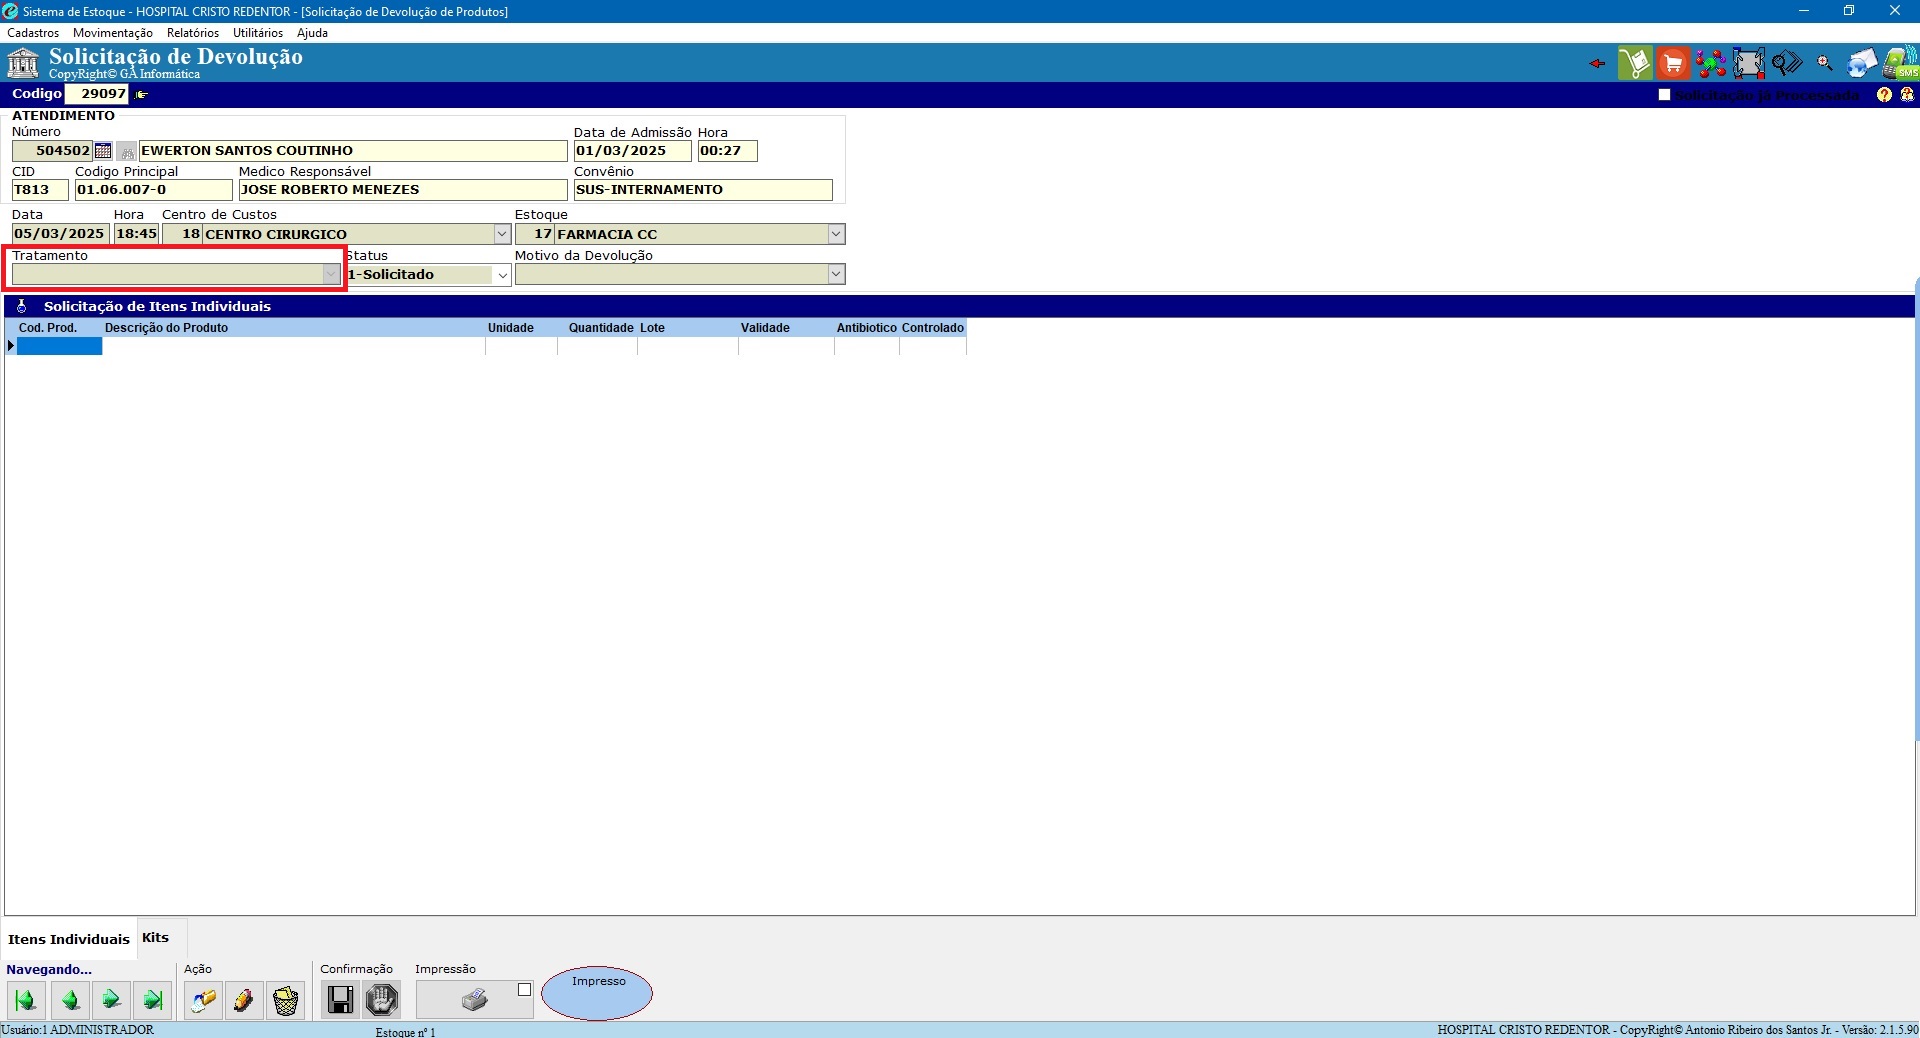 Sistema de Estoque - HOSPITAL CRISTO REDENTOR - [Solicitação de Devolução de Produtos]
Cadastros Movimentação Relatórios Utilitários Ajuda
Solicitação de Devolução
CopyRight© GA Informática
SMS
Codigo 29097
Solicitação Já Processada
ATENDIMENTO
Número Data de Admissão Hora
504502 EWERTON SANTOS COUTINHO 01/03/2025 00:27
CID Codigo Principal Medico Responsável Convênio
T813 01.06.007-0 JOSE ROBERTO MENEZES SUS-INTERNAMENTO
Data Hora Centro de Custos Estoque
05/03/2025 18:45 18 CENTRO CIRURGICO 17 FARMACIA CC
Tratamento Status Motivo da Devolução
1-Solicitado
Solicitação de Itens Individuais
Cod. Prod. Descrição do Produto Unidade Quantidade Lote Validade Antibiotico Controlado
Itens Individuais Kits
Navegando... Ação Confirmação Impressão
Impresso
Usuário:1 ADMINISTRADOR Estoque nº 1 HOSPITAL CRISTO REDENTOR - CopyRight© Antonio Ribeiro dos Santos Jr. - Versão: 2.1.5.90